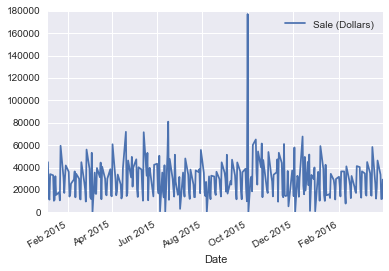 180000
160000
140000
120000
100000
80000
60000
40000
20000
0
Sale (Dollars)
Feb 2015
Apr 2015
Jun 2015
Aug 2015
Oct 2015
Dec 2015
Feb 2016
Date